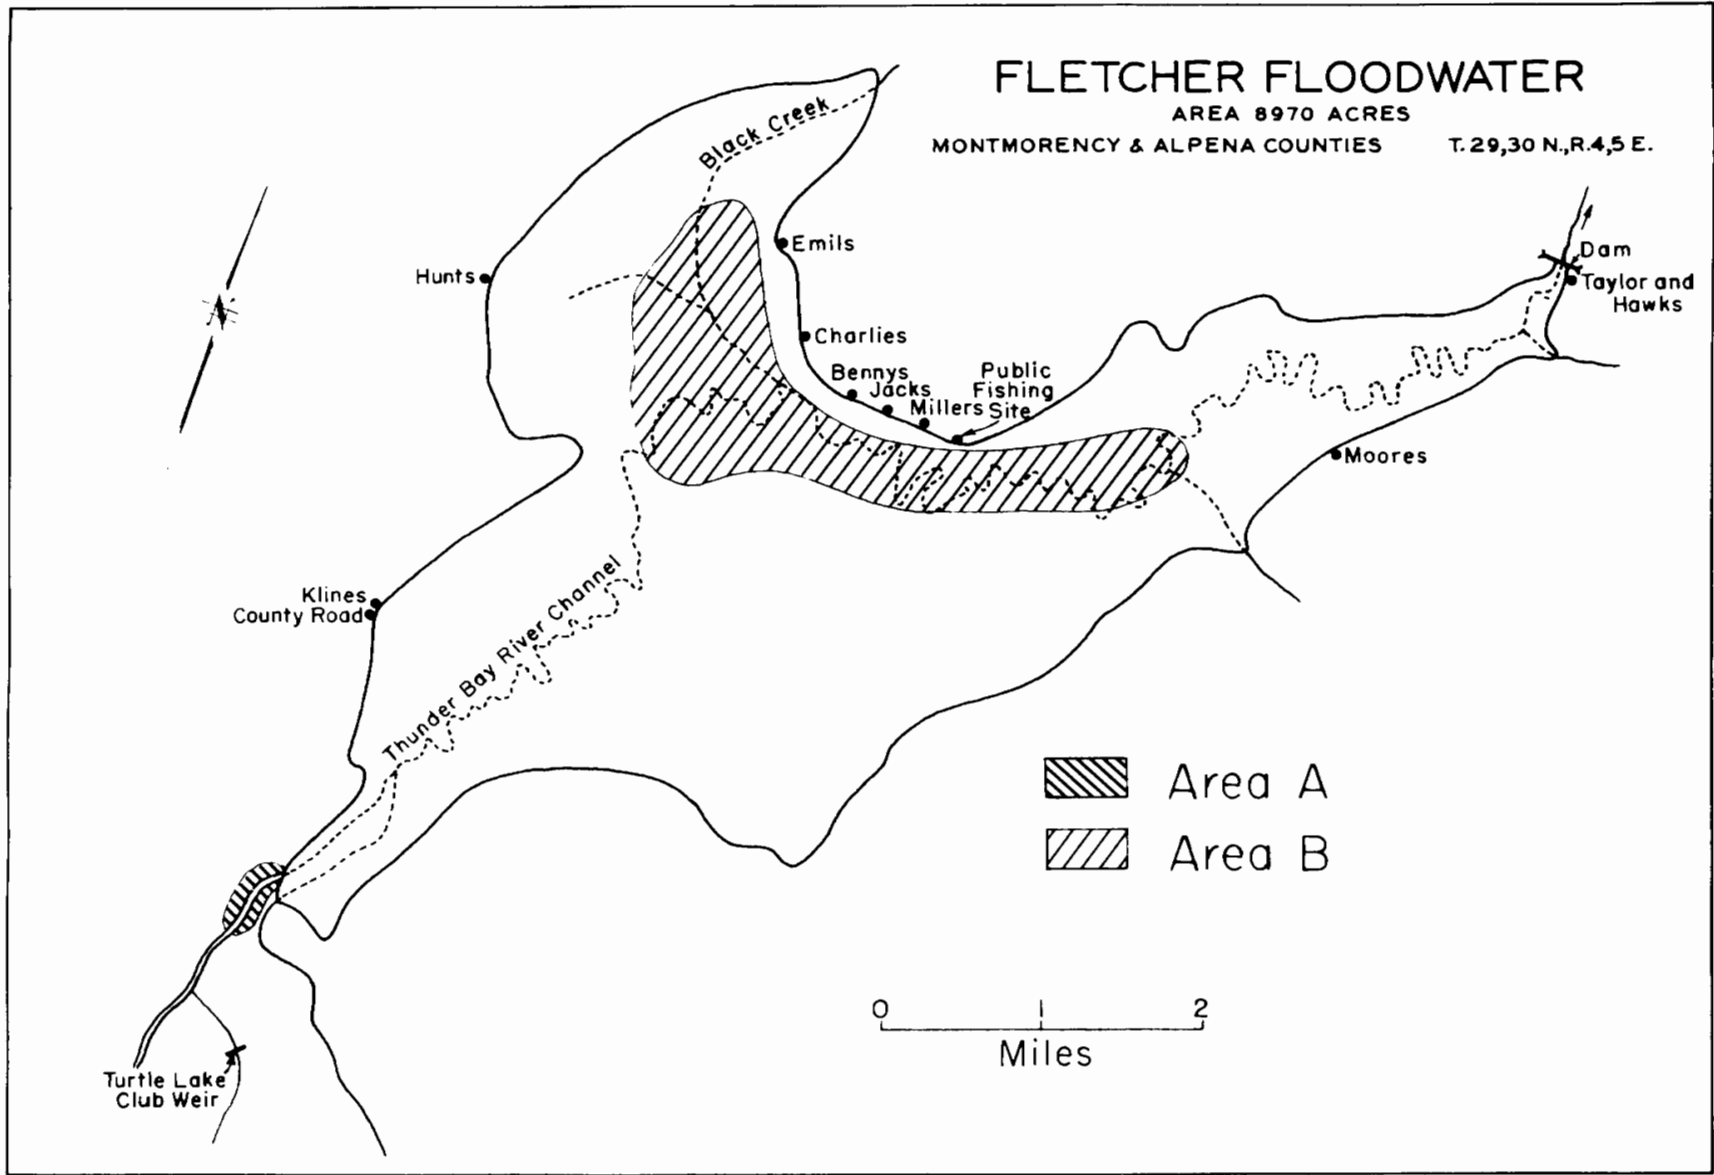 FLETCHER FLOODWATER
AREA 8970 ACRES
MONTMORENCY & ALPENA COUNTIES T. 29,30 N.,R.4,5 E.
Black Creek
N
Emils
Hunts
Dam
Taylor and
Hawks
Charlies
Bennys
Jacks
Millers
Public
Fishing
Site
Moores
Klines
County Road
Thunder Bay River Channel
Area A
Area B
0 1 2
Miles
Turtle Lake
Club Weir